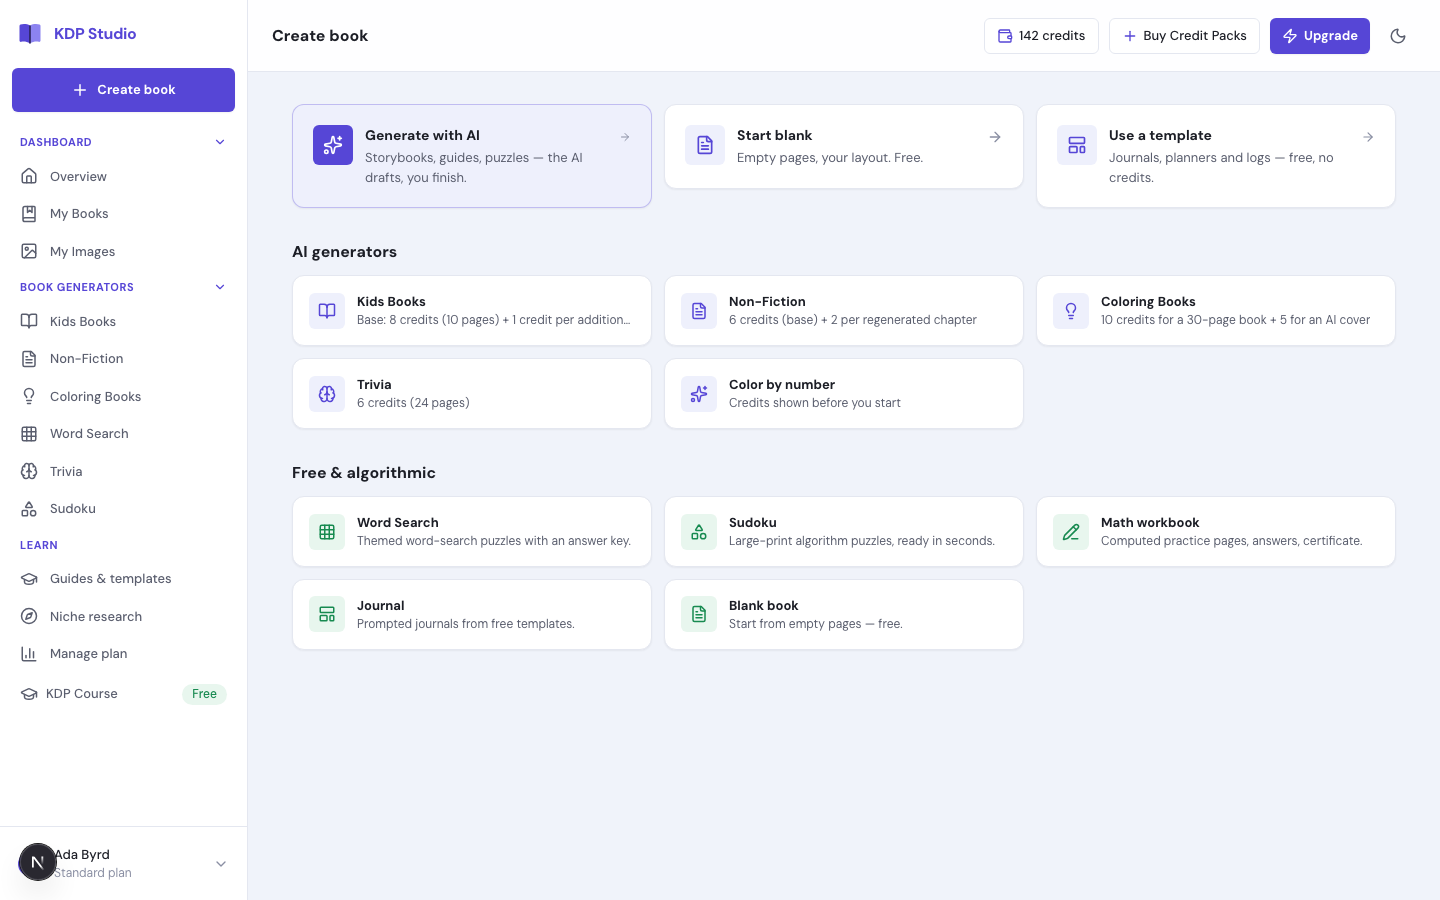 KDP Studio
Create book
DASHBOARD
Overview
My Books
My Images
BOOK GENERATORS
Kids Books
Non-Fiction
Coloring Books
Word Search
Trivia
Sudoku
LEARN
Guides & templates
Niche research
Manage plan
KDP Course
Free
N
Ada Byrd
Standard plan
Create book
142 credits
Buy Credit Packs
Upgrade
Generate with AI
Storybooks, guides, puzzles — the AI
drafts, you finish.
Start blank
Empty pages, your layout. Free.
Use a template
Journals, planners and logs — free, no
credits.
AI generators
Kids Books
Base: 8 credits (10 pages) + 1 credit per addition...
Non-Fiction
6 credits (base) + 2 per regenerated chapter
Coloring Books
10 credits for a 30-page book + 5 for an AI cover
Trivia
6 credits (24 pages)
Color by number
Credits shown before you start
Free & algorithmic
Word Search
Themed word-search puzzles with an answer key.
Sudoku
Large-print algorithm puzzles, ready in seconds.
Math workbook
Computed practice pages, answers, certificate.
Journal
Prompted journals from free templates.
Blank book
Start from empty pages — free.